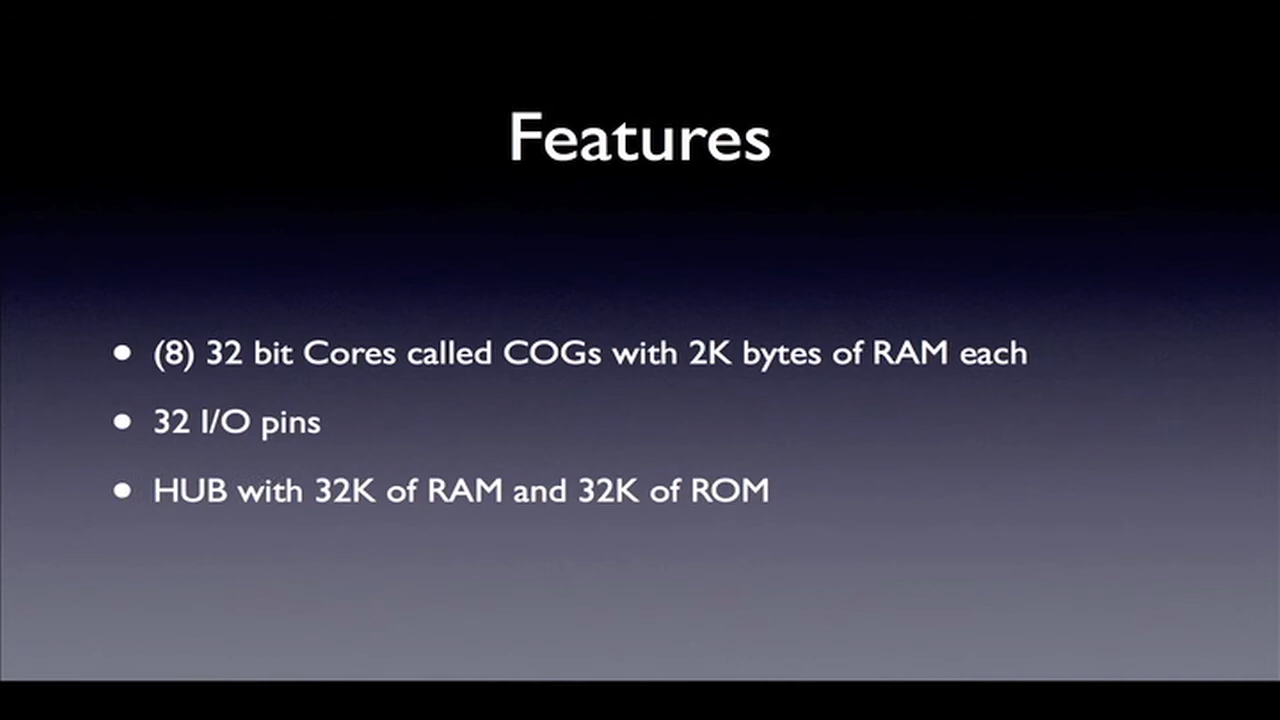 Features
• (8) 32 bit Cores called COGs with 2K bytes of RAM each
• 32 I/O pins
• HUB with 32K of RAM and 32K of ROM